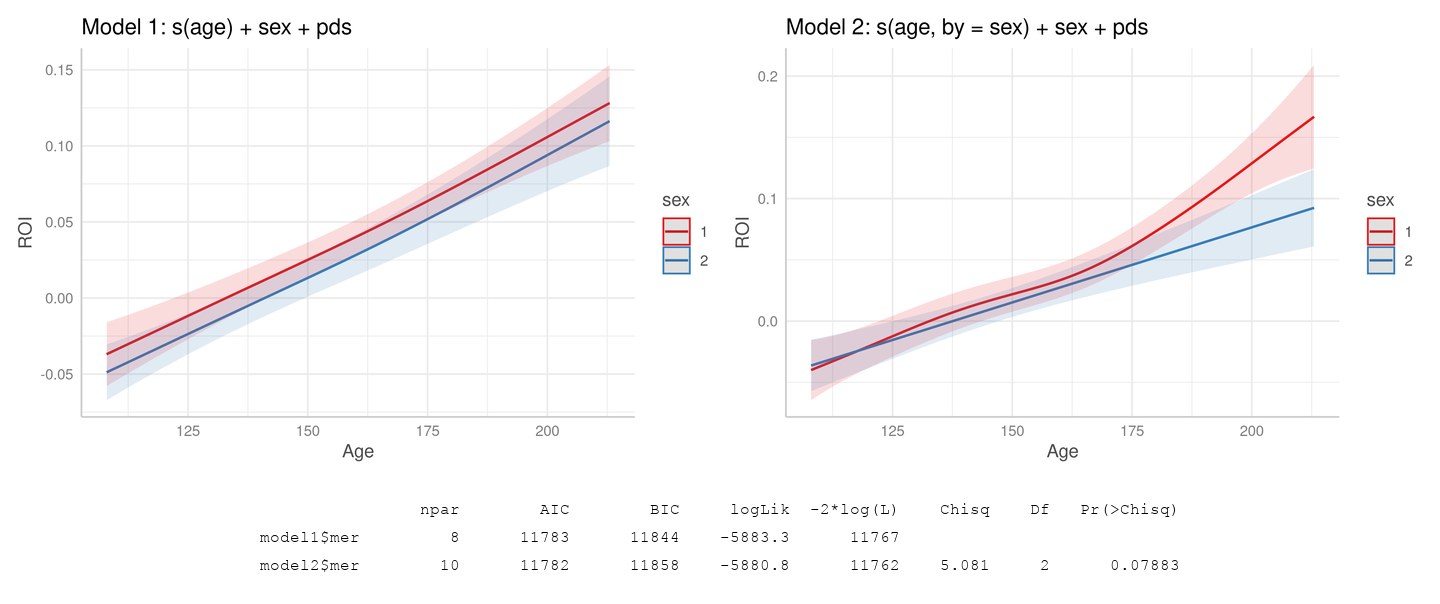 Model 1: s(age) + sex + pds
0.15
0.10
0.05
0.00
-0.05
ROI
125 150 175 200
Age
sex
1
2
Model 2: s(age, by = sex) + sex + pds
0.2
0.1
0.0
ROI
125 150 175 200
Age
sex
1
2
npar AIC BIC logLik -2*log(L) Chisq Df Pr(>Chisq)
model1$mer 8 11783 11844 -5883.3 11767
model2$mer 10 11782 11858 -5880.8 11762 5.081 2 0.07883